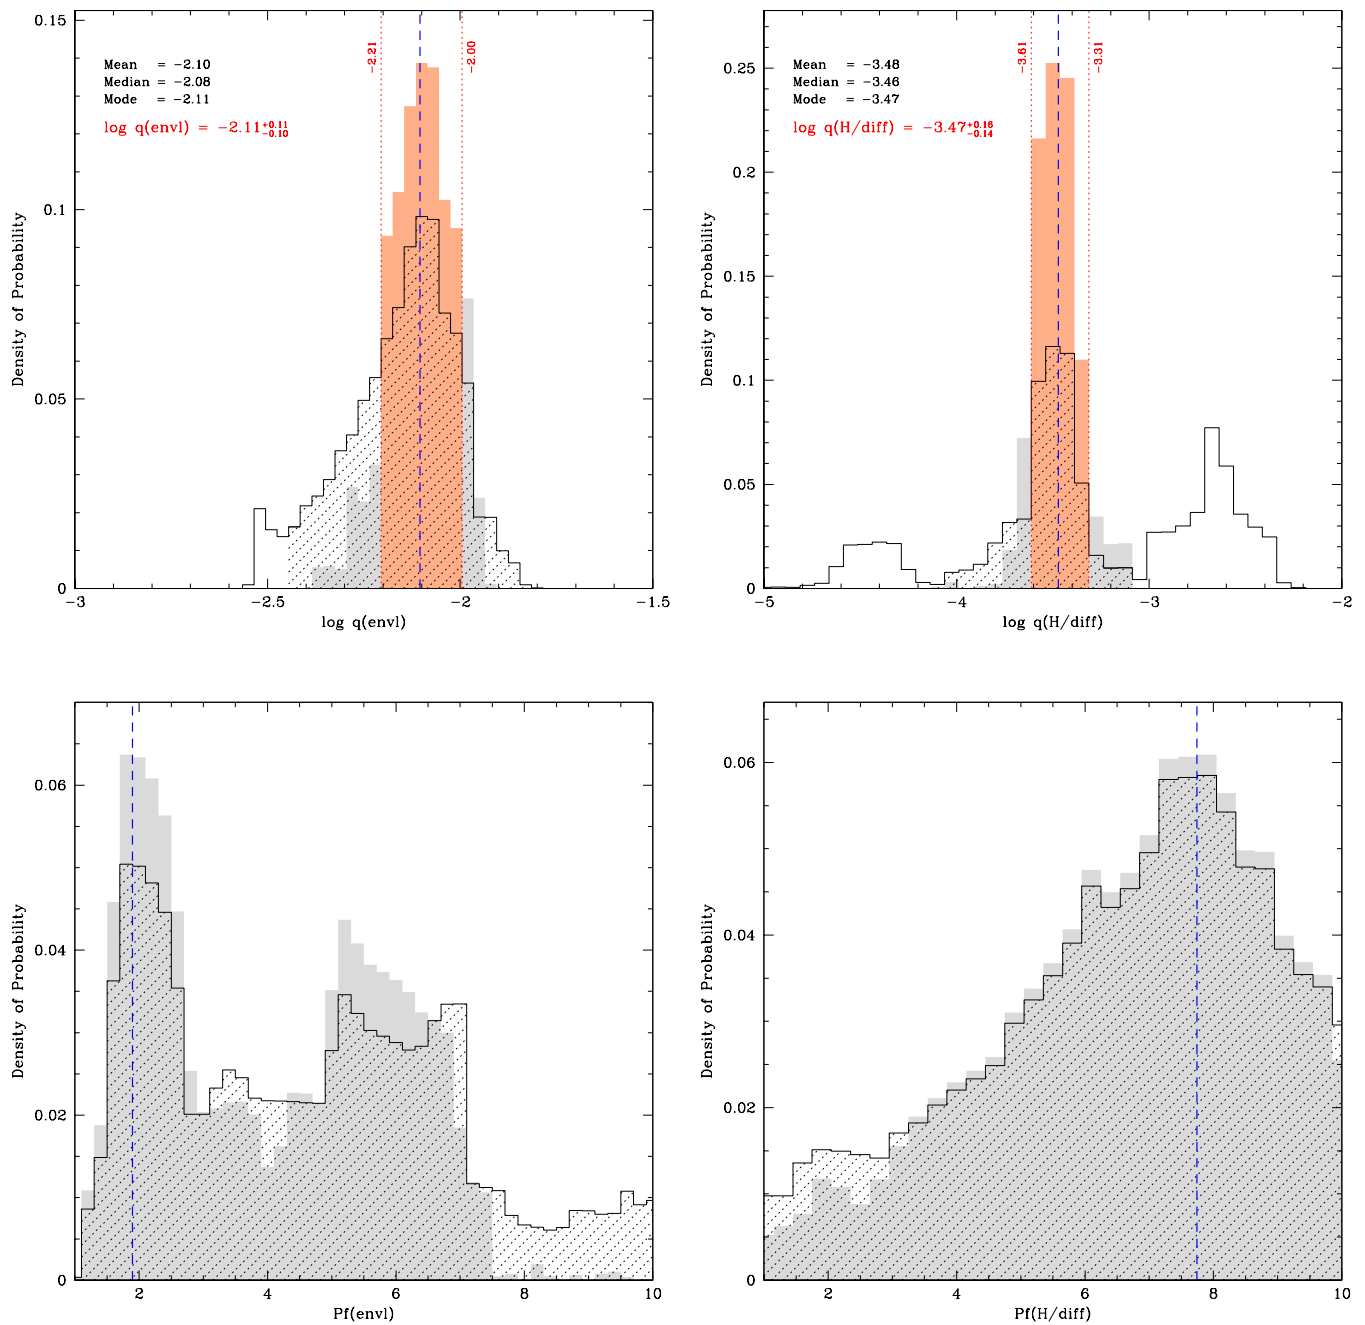 0.15
0.1
0.05
0
Density of Probability
Mean = −2.10
Median = −2.08
Mode = −2.11
log q(envl) = −2.11+0.11−0.10
−2.21
−2.00
−3
−2.5
−2
−1.5
log q(envl)
0.25
0.2
0.15
0.1
0.05
0
Density of Probability
Mean = −3.48
Median = −3.46
Mode = −3.47
log q(H/diff) = −3.47+0.16−0.14
−3.61
−3.31
−5
−4
−3
−2
log q(H/diff)
0.06
0.04
0.02
0
Density of Probability
2
4
6
8
10
Pf(envl)
0.06
0.04
0.02
0
Density of Probability
2
4
6
8
10
Pf(H/diff)